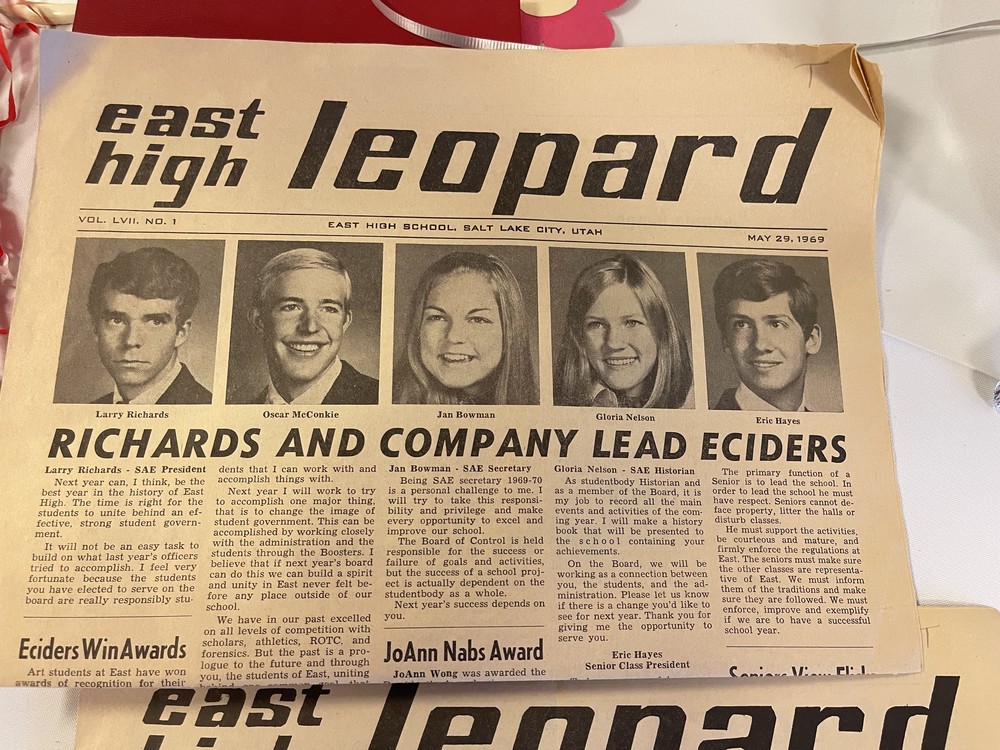 east
high
leopard
VOL. LVII. NO. 1
EAST HIGH SCHOOL, SALT LAKE CITY, UTAH
MAY 29, 1969
Larry Richards
Oscar McConkie
Jan Bowman
Gloria Nelson
Eric Hayes
RICHARDS AND COMPANY LEAD ECIDERS
Larry Richards - SAE President
Next year can, I think, be the
best year in the history of East
High. The time is right for the
students to unite behind an ef-
fective, strong student govern-
ment.
It will not be an easy task to
build on what last year's officers
tried to accomplish. I feel very
fortunate because the students
you have elected to serve on the
board are really responsibly stu-
Eciders Win Awards
Art students at East have won
awards of recognition for their
dents that I can work with and
accomplish things with.
Next year I will work to try
to accomplish one major thing,
that is to change the image of
student government. This can be
accomplished by working closely
with the administration and the
students through the Boosters. I
believe that if next year's board
can do this we can build a spirit
and unity in East never felt be-
fore any place outside of our
school.
We have in our past excelled
on all levels of competition with
scholars, athletics, ROTC, and
forensics. But the past is a pro-
logue to the future and through
you, the students of East, uniting
Jan Bowman - SAE Secretary
Being SAE secretary 1969-70
is a personal challenge to me. I
will try to take this responsi-
bility and privilege and make
every opportunity to excel and
improve our school.
The Board of Control is held
responsible for the success or
failure of goals and activities,
but the success of a school proj-
ect is actually dependent on the
studentbody as a whole.
Next year's success depends on
you.
JoAnn Nabs Award
JoAnn Wong was awarded the
Gloria Nelson - SAE Historian
As studentbody Historian and
as a member of the Board, it is
my job to record all the main
events and activities of the com-
ing year. I will make a history
book that will be presented to
the school containing your
achievements.
On the Board, we will be
working as a connection between
you, the students, and the ad-
ministration. Please let us know
if there is a change you'd like to
see for next year. Thank you for
giving me the opportunity to
serve you.
Eric Hayes
Senior Class President
The primary function of a
Senior is to lead the school. In
order to lead the school he must
have respect. Seniors cannot de-
face property, litter the halls or
disturb classes.
He must support the activities,
be courteous and mature, and
firmly enforce the regulations at
East. The seniors must make sure
the other classes are representa-
tive of East. We must inform
them of the traditions and make
sure they are followed. We must
enforce, improve and exemplify
if we are to have a successful
school year.
Seniors View
east
leopard